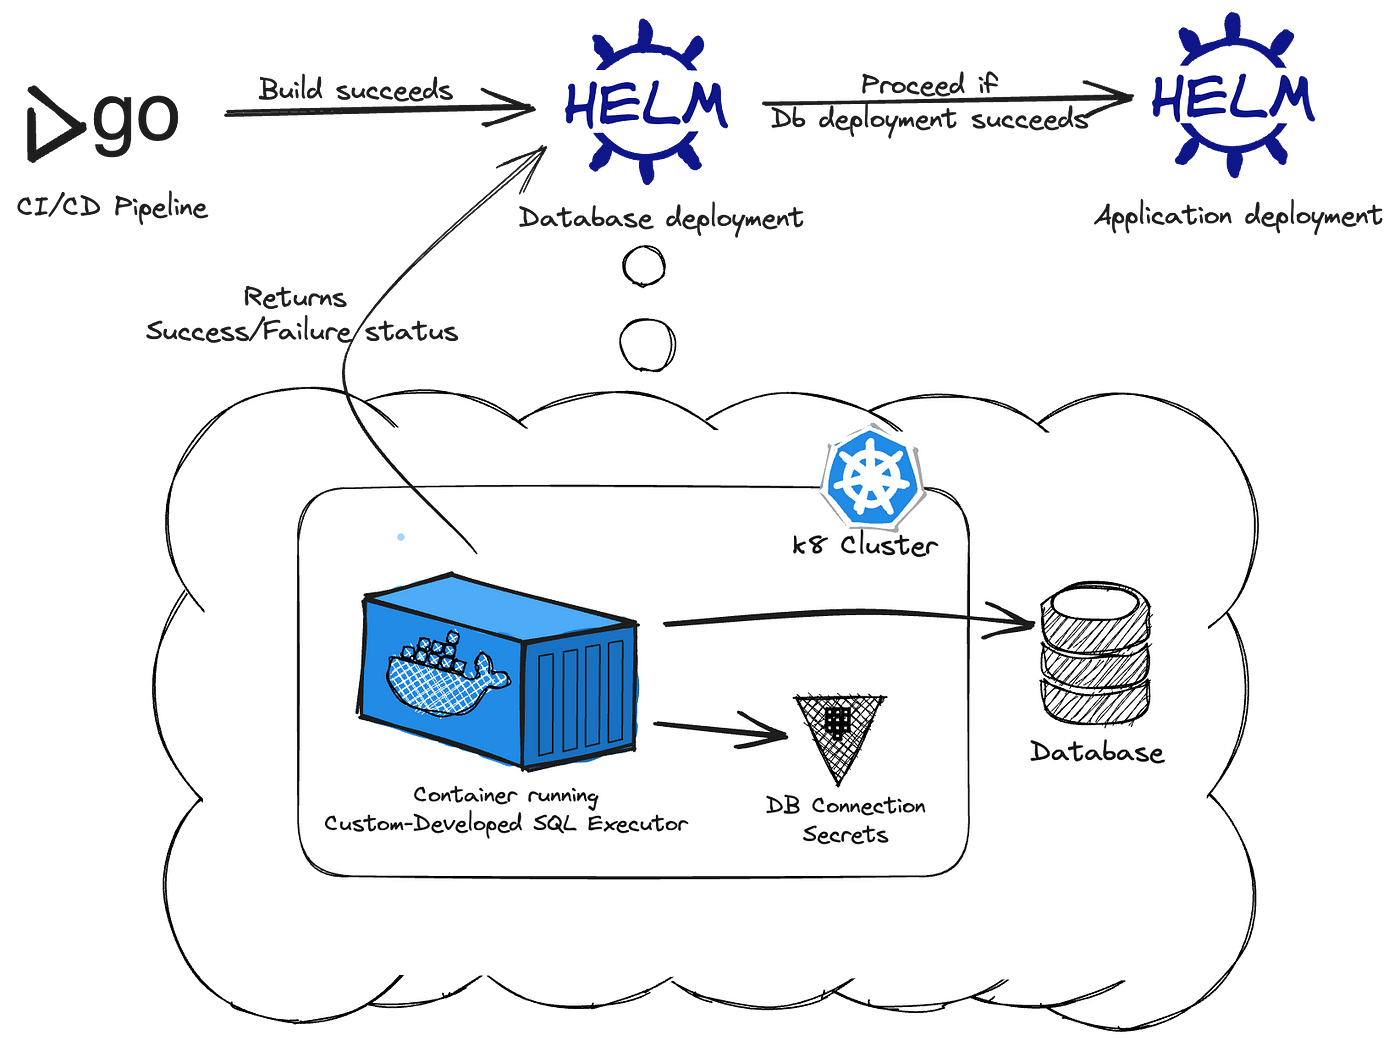 go
CI/CD Pipeline
Build succeeds
HELM
Database deployment
Proceed if
Db deployment succeeds
HELM
Application deployment
Returns
Success/Failure status
k8 Cluster
Container running
Custom-Developed SQL Executor
DB Connection
Secrets
Database